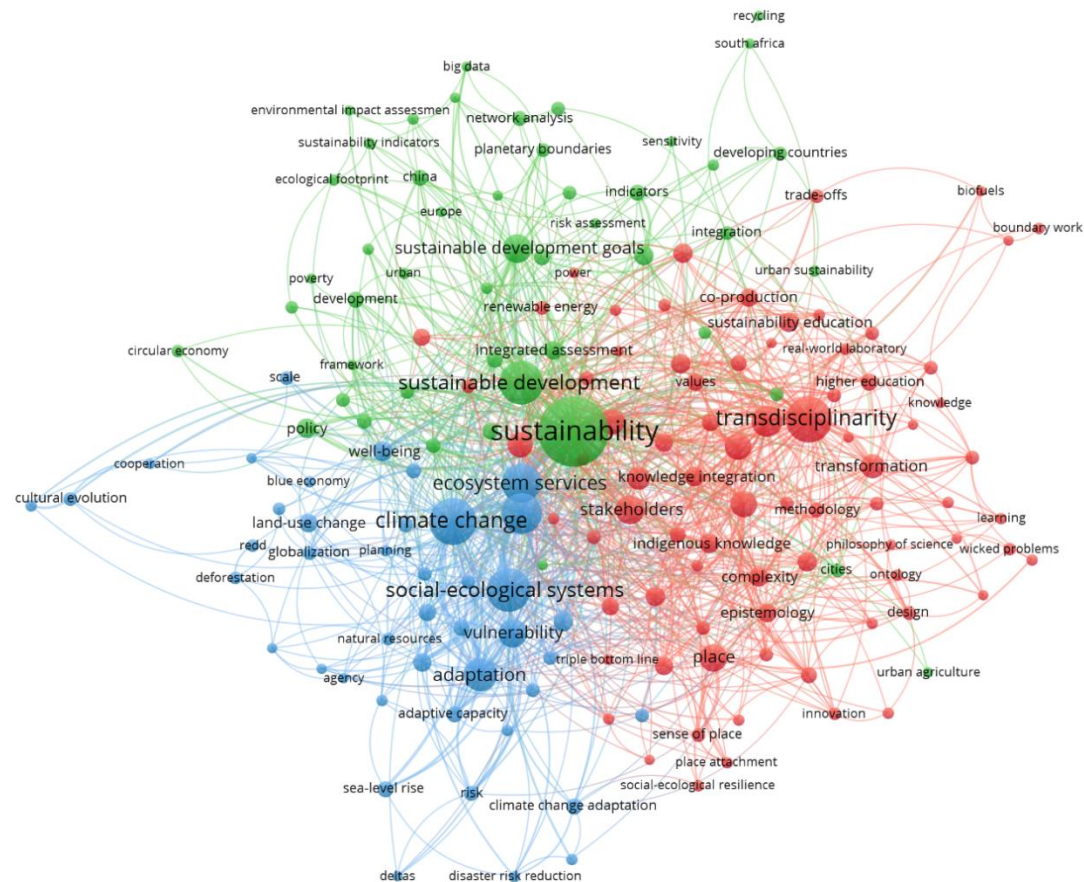 recycling
south africa
big data
environmental impact assessmen
network analysis
sustainability indicators
planetary boundaries
sensitivity
developing countries
ecological footprint
china
indicators
trade-offs
biofuels
europe
risk assessment
integration
boundary work
sustainable development goals
poverty
urban
power
urban sustainability
development
renewable energy
co-production
sustainability education
circular economy
integrated assessment
real-world laboratory
framework
scale
sustainable development
values
higher education
knowledge
policy
sustainability
transdisciplinarity
well-being
cooperation
blue economy
ecosystem services
knowledge integration
transformation
cultural evolution
land-use change
climate change
stakeholders
methodology
learning
redd
globalization
planning
indigenous knowledge
philosophy of science
wicked problems
deforestation
complexity
cities
ontology
social-ecological systems
epistemology
design
natural resources
vulnerability
triple bottom line
place
agency
adaptation
urban agriculture
adaptive capacity
innovation
sense of place
place attachment
sea-level rise
risk
climate change adaptation
social-ecological resilience
deltas
disaster risk reduction